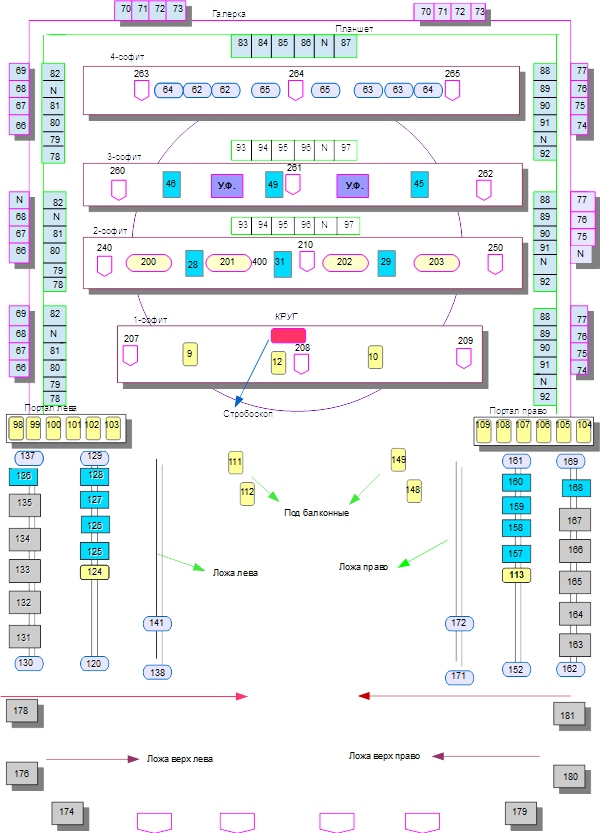 70 71 72 73 Галерка 70 71 72 73
Планшет
83 84 85 86 N 87
4-софит
69 82 88 77
68 N 263 264 265 89 76
64 62 62 65 65 63 63 64
67 81 90 75
66 80 91 74
79 N
78 92
93 94 95 96 N 97
3-софит
260 261 262
46 У.Ф. 49 У.Ф. 45
N 82 88 77
68 N 89 76
67 81 90 75
66 80 91 N
79 N
78 92
93 94 95 96 N 97
2-софит
240 210 250
200 28 201 400 31 202 29 203
69 82 88 77
68 N 89 76
67 81 90 75
66 80 91 74
79 N
78 92
1-софит КРУГ
207 208 209
9 12 10
Стробоскоп
Портал лева Портал право
98 99 100 101 102 103 109 108 107 106 105 104
137 129 111 149 161 169
136 128 112 148 160 168
135 127 Под балконные 159 167
134 126 158 166
133 125 Ложа лева Ложа право 157 165
124 113
132 164
131 141 172 163
130 120 138 171 152 162
178 181
176 Ложа верх лева Ложа верх право 180
174 179